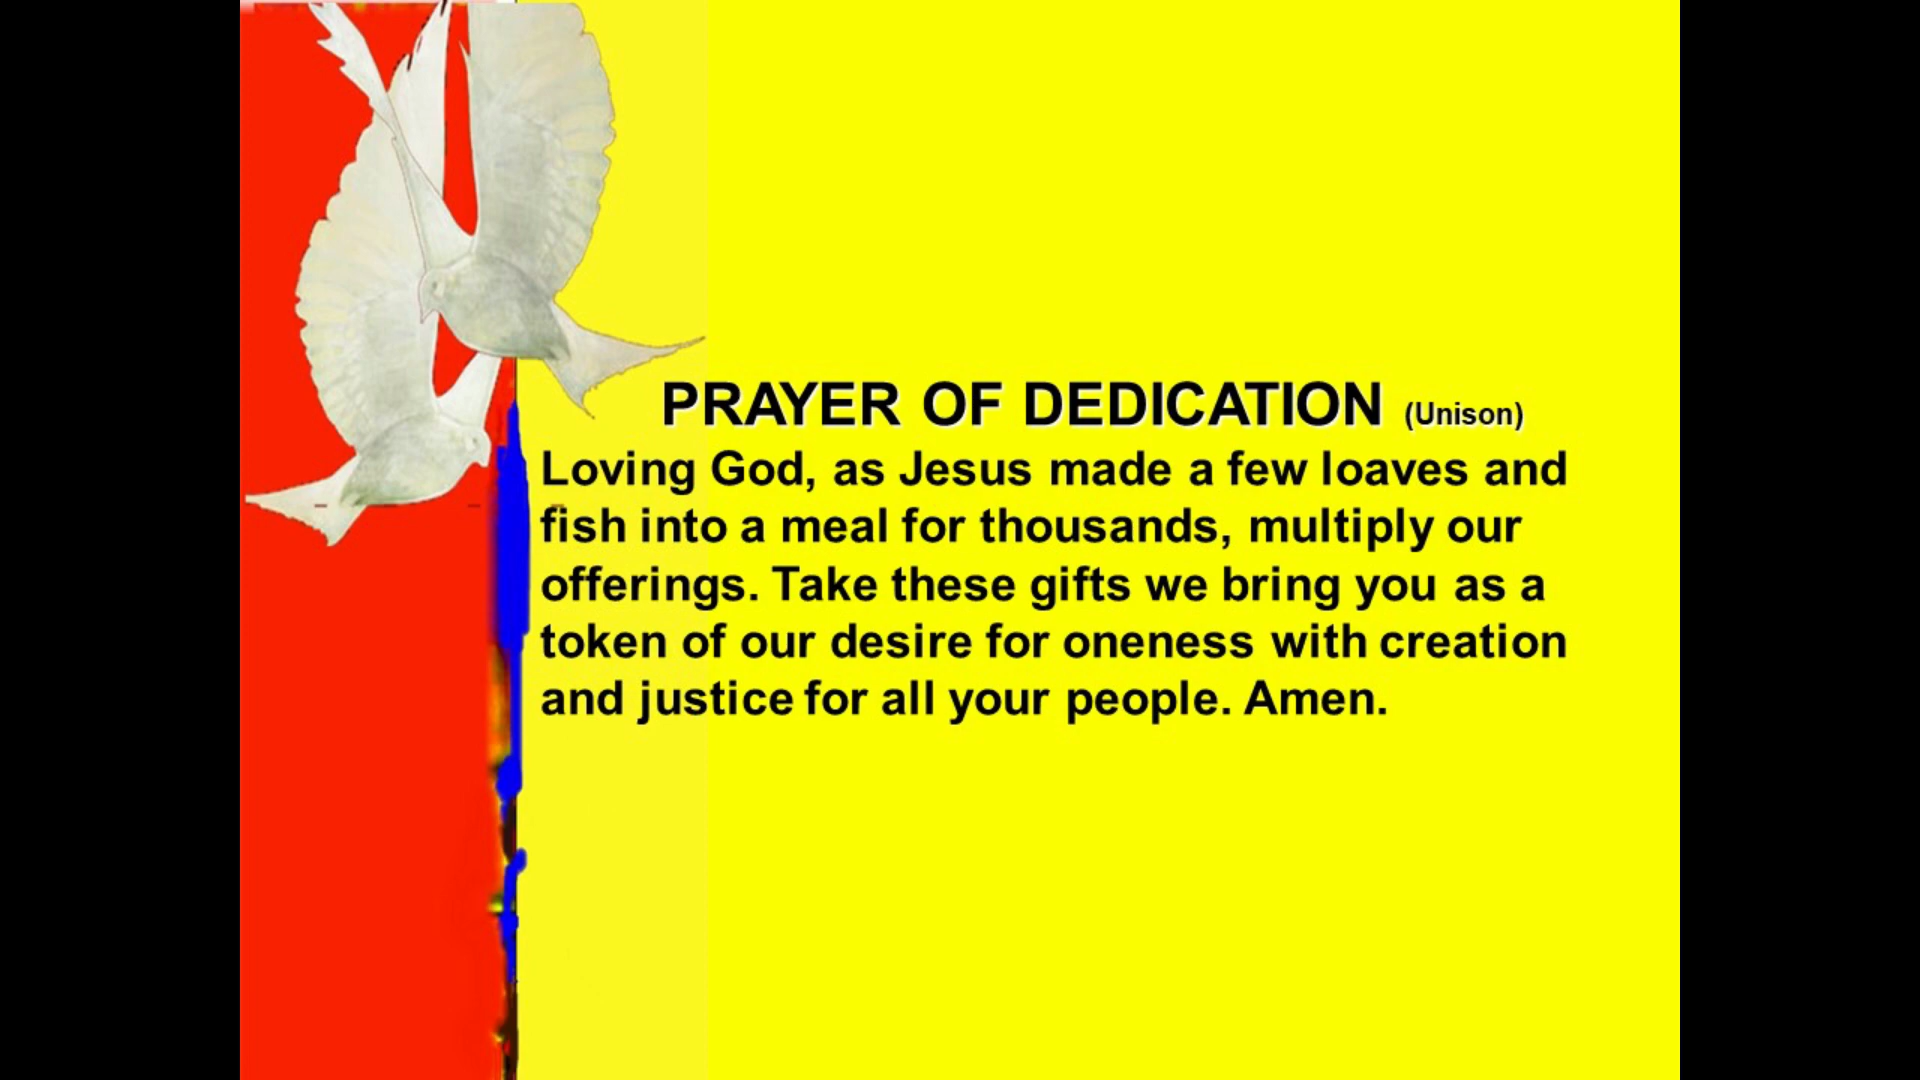 PRAYER OF DEDICATION (Unison)
Loving God, as Jesus made a few loaves and
fish into a meal for thousands, multiply our
offerings. Take these gifts we bring you as a
token of our desire for oneness with creation
and justice for all your people. Amen.